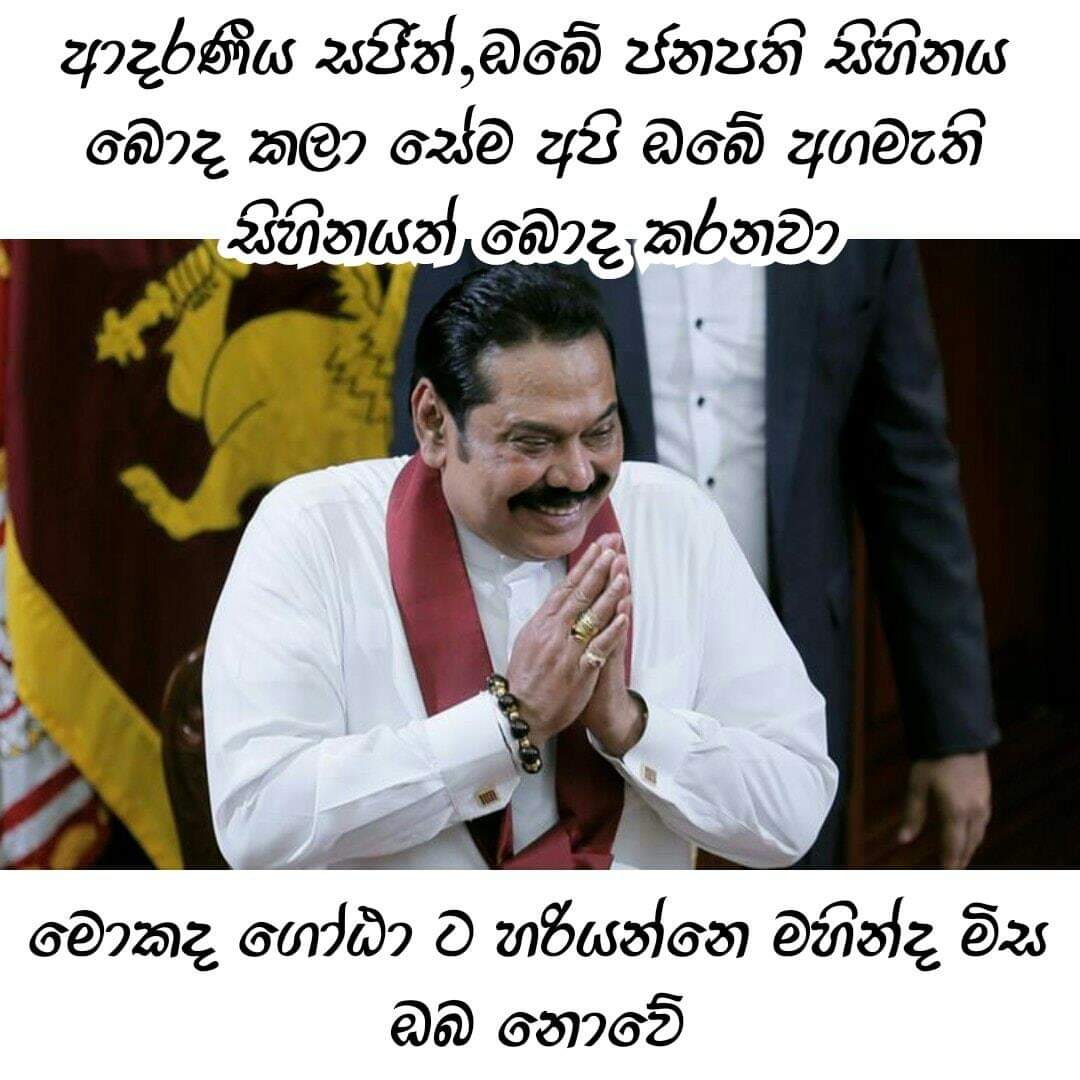 ආදරණීය සජිත්,ඔබේ ජනපති සිහිනය
බොද කලා සේම අපි ඔබේ අගමැති
සිහිනයත් බොද කරනවා
මොකද ගෝඨා ට හරියන්නෙ මහින්ද මිස
ඔබ නොවේ